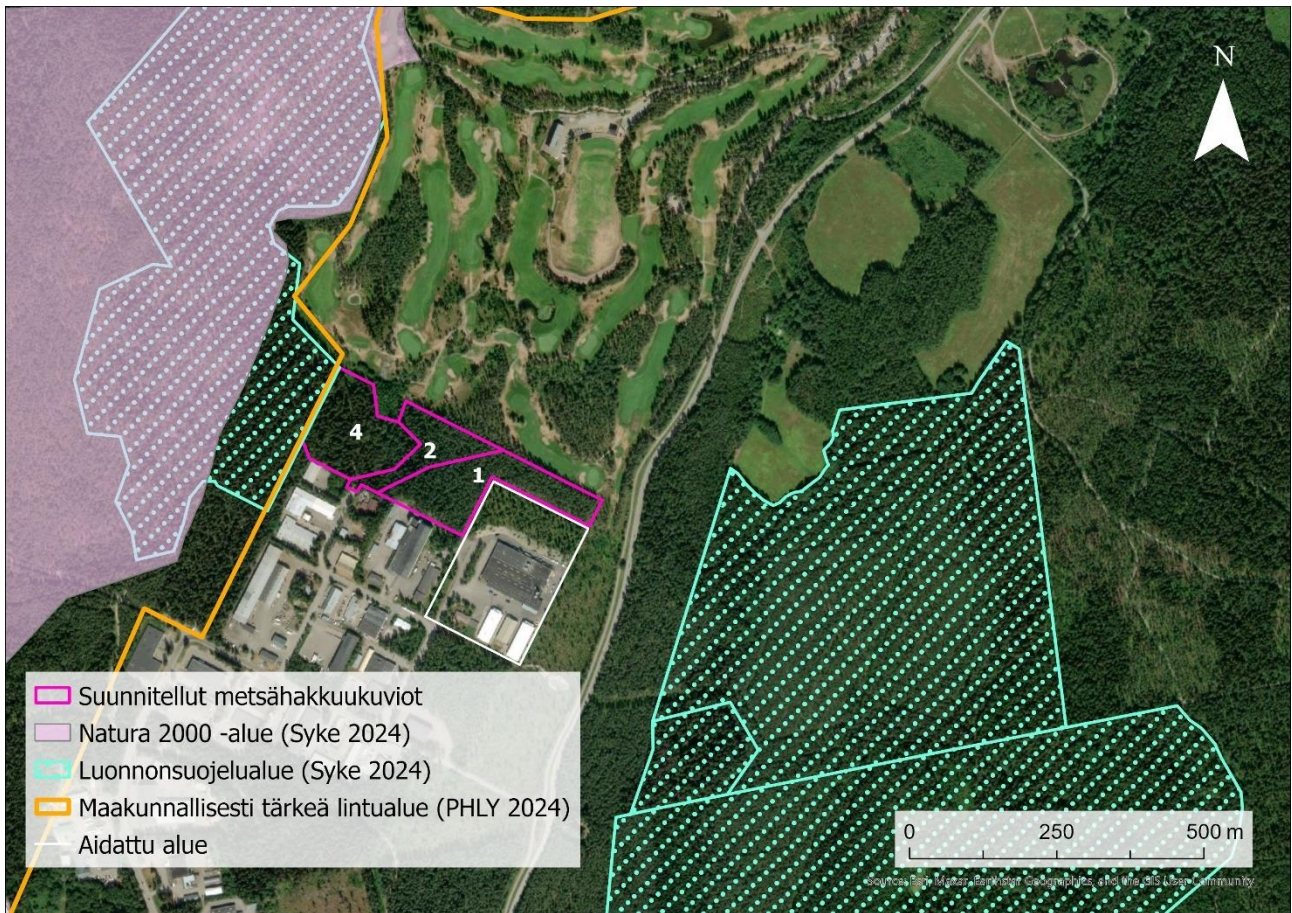 N
4
2
1
Suunnitellut metsähakkuukuviot
Natura 2000 -alue (Syke 2024)
Luonnonsuojelualue (Syke 2024)
Maakunnallisesti tärkeä lintualue (PHLY 2024)
Aidattu alue
0 250 500 m
Source: Esri, Maxar, Earthstar Geographics, and the GIS User Community